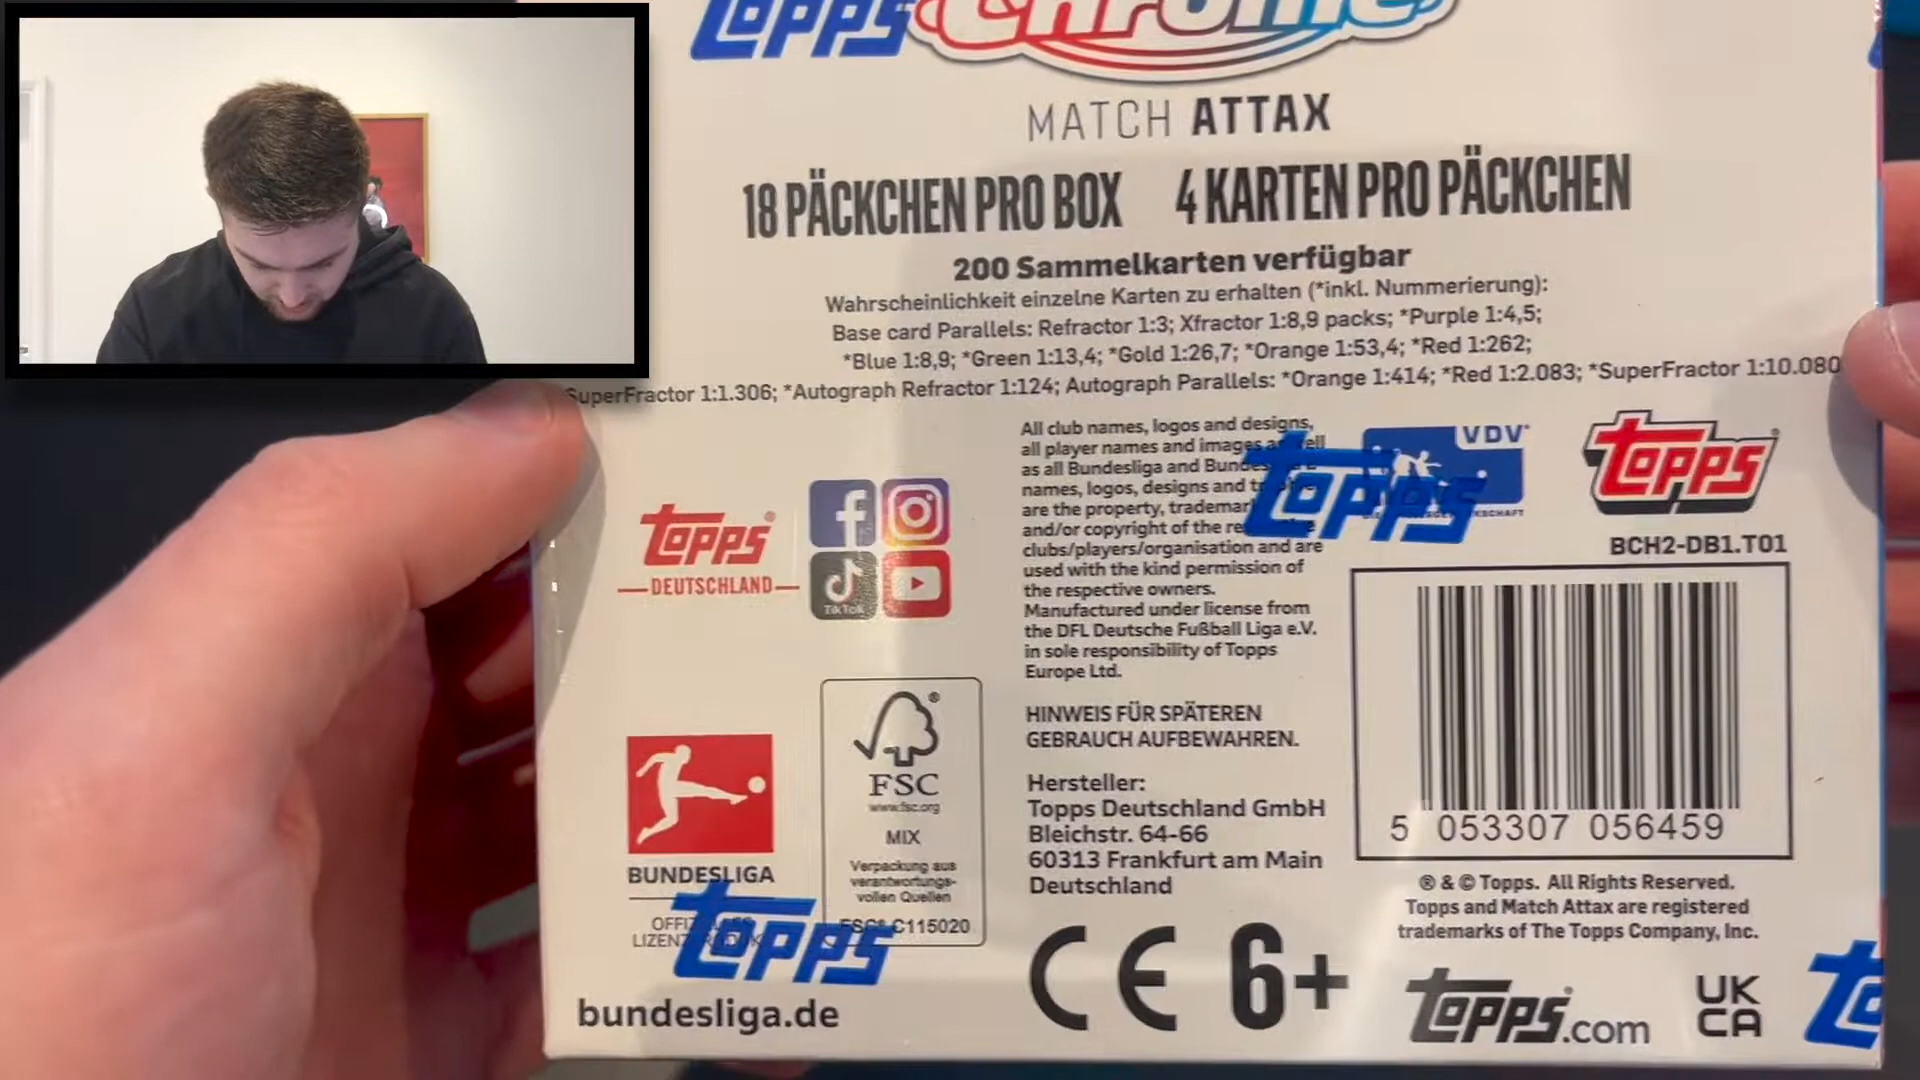 TOPPS Chrome
MATCH ATTAX
18 PÄCKCHEN PRO BOX 4 KARTEN PRO PÄCKCHEN
200 Sammelkarten verfügbar
Wahrscheinlichkeit einzelne Karten zu erhalten (*inkl. Nummerierung):
Base card Parallels: Refractor 1:3; Xfractor 1:8,9 packs; *Purple 1:4,5;
*Blue 1:8,9; *Green 1:13,4; *Gold 1:26,7; *Orange 1:53,4; *Red 1:262;
SuperFractor 1:1.306; *Autograph Refractor 1:124; Autograph Parallels: *Orange 1:414; *Red 1:2.083; *SuperFractor 1:10.080
TOPPS
DEUTSCHLAND
TikTok
All club names, logos and designs,
all player names and images as well
as all Bundesliga and
names, logos, designs and
are the property,
and/or copyright of the
clubs/players/organisation and are
used with the kind permission of
the respective owners.
Manufactured under license from
the DFL Deutsche Fußball Liga e.V.
in sole responsibility of Topps
Europe Ltd.
TOPPS
VDV
TOPPS
BCH2-DB1.T01
HINWEIS FÜR SPÄTEREN
GEBRAUCH AUFBEWAHREN.
Hersteller:
Topps Deutschland GmbH
Bleichstr. 64-66
60313 Frankfurt am Main
Deutschland
5 053307 056459
BUNDESLIGA
TOPPS
bundesliga.de
FSC®
www.fsc.org
MIX
Verpackung aus
verantwortungs-
vollen Quellen
FSC® C115020
CE 6+
® & © Topps. All Rights Reserved.
Topps and Match Attax are registered
trademarks of The Topps Company, Inc.
TOPPS.com
UK
CA